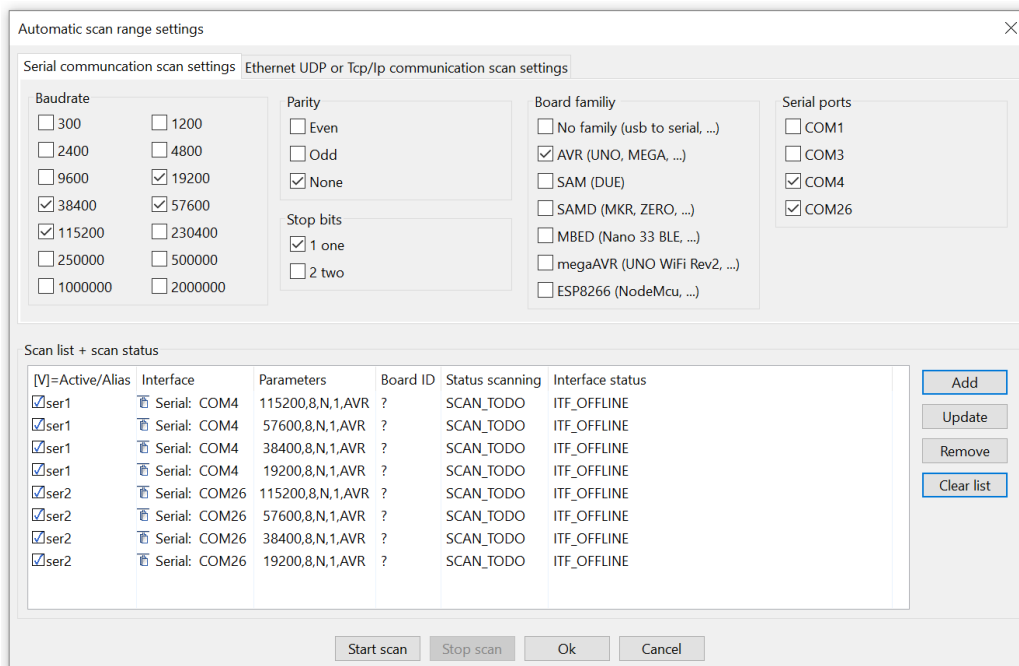 Automatic scan range settings
Serial communcation scan settings Ethernet UDP or Tcp/Ip communication scan settings
Baudrate
300 1200
2400 4800
9600 19200
38400 57600
115200 230400
250000 500000
1000000 2000000
Parity
Even
Odd
None
Stop bits
1 one
2 two
Board familiy
No family (usb to serial, ...)
AVR (UNO, MEGA, ...)
SAM (DUE)
SAMD (MKR, ZERO, ...)
MBED (Nano 33 BLE, ...)
megaAVR (UNO WiFi Rev2, ...)
ESP8266 (NodeMcu, ...)
Serial ports
COM1
COM3
COM4
COM26
Scan list + scan status
[V]=Active/Alias Interface Parameters Board ID Status scanning Interface status
ser1 Serial: COM4 115200,8,N,1,AVR ? SCAN_TODO ITF_OFFLINE
ser1 Serial: COM4 57600,8,N,1,AVR ? SCAN_TODO ITF_OFFLINE
ser1 Serial: COM4 38400,8,N,1,AVR ? SCAN_TODO ITF_OFFLINE
ser1 Serial: COM4 19200,8,N,1,AVR ? SCAN_TODO ITF_OFFLINE
ser2 Serial: COM26 115200,8,N,1,AVR ? SCAN_TODO ITF_OFFLINE
ser2 Serial: COM26 57600,8,N,1,AVR ? SCAN_TODO ITF_OFFLINE
ser2 Serial: COM26 38400,8,N,1,AVR ? SCAN_TODO ITF_OFFLINE
ser2 Serial: COM26 19200,8,N,1,AVR ? SCAN_TODO ITF_OFFLINE
Add
Update
Remove
Clear list
Start scan Stop scan Ok Cancel